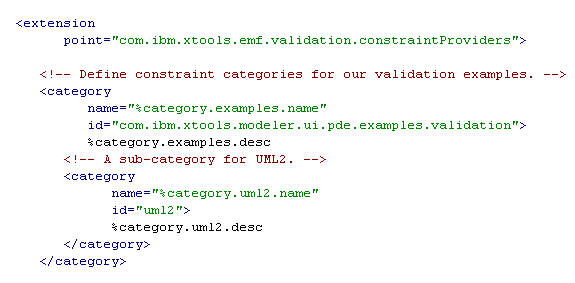 <extension
point="com.ibm.xtools.emf.validation.constraintProviders">
<!-- Define constraint categories for our validation examples. -->
<category
name="%category.examples.name"
id="com.ibm.xtools.modeler.ui.pde.examples.validation">
%category.examples.desc
<!-- A sub-category for UML2. -->
<category
name="%category.uml2.name"
id="uml2">
%category.uml2.desc
</category>
</category>